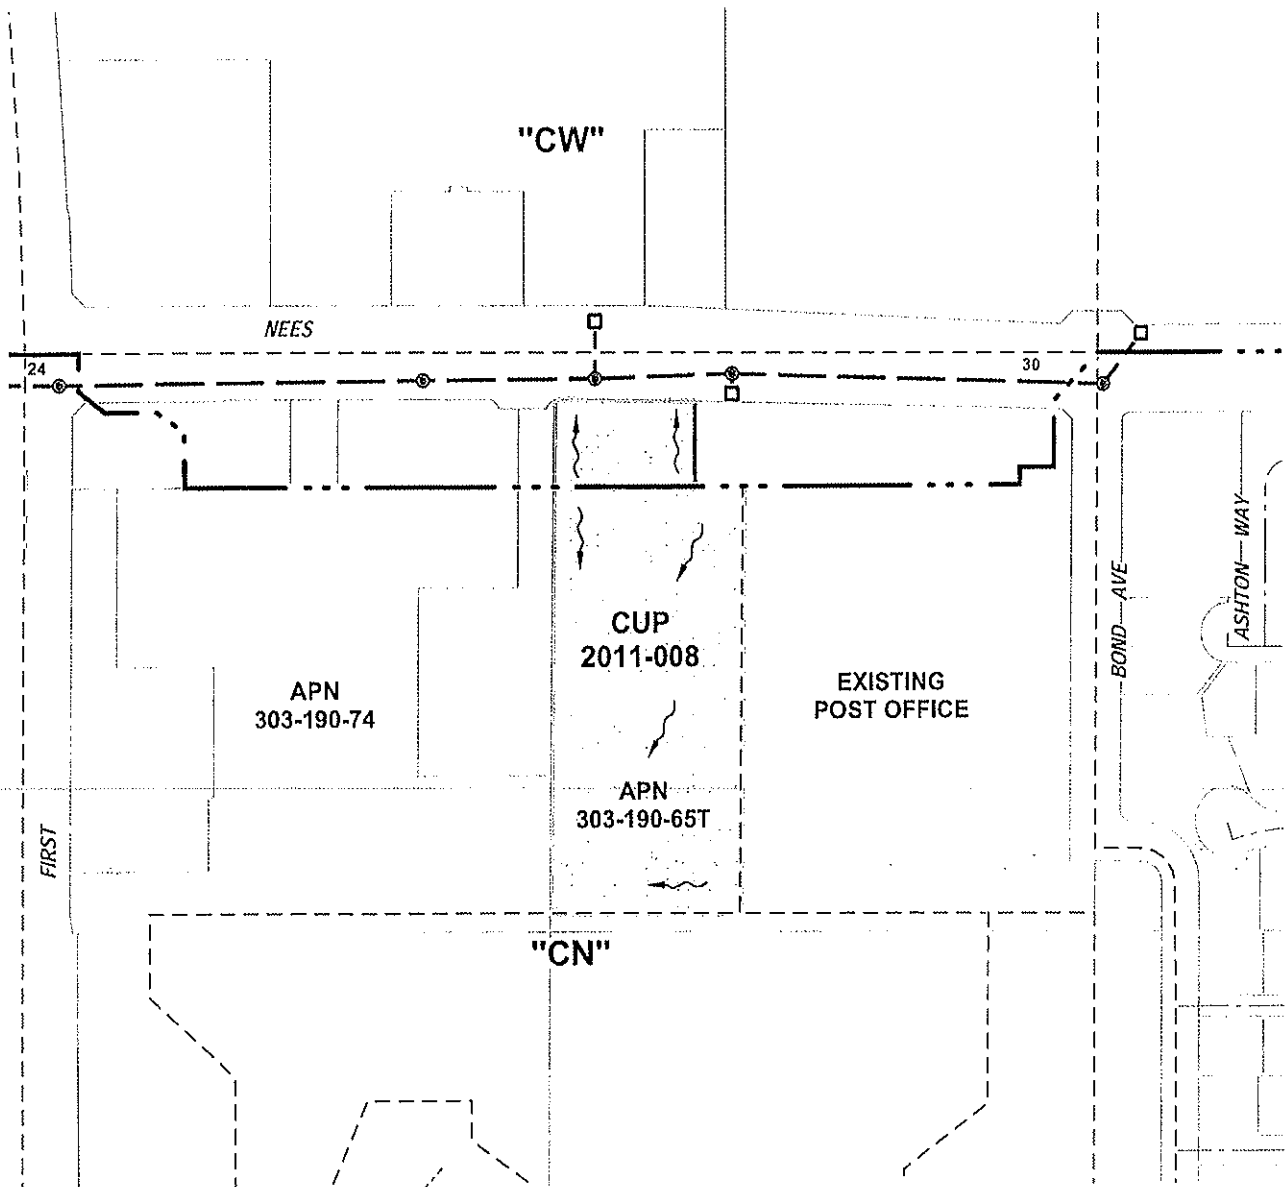 "CW"
NEES
24
30
CUP
2011-008
APN
303-190-74
EXISTING
POST OFFICE
APN
303-190-65T
FIRST
BOND AVE
ASHTON WAY
"CN"